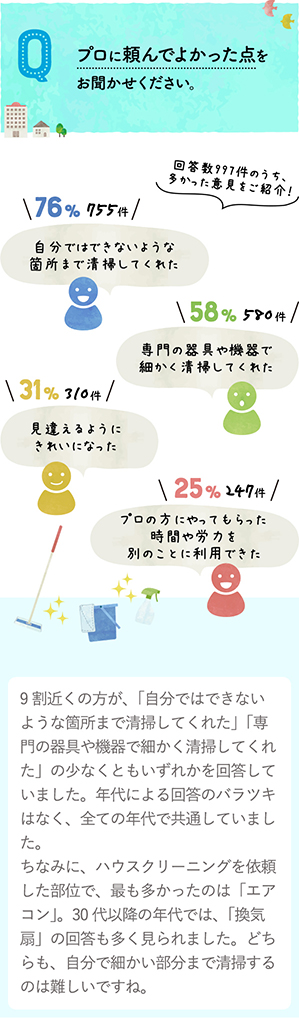 Q
プロに頼んでよかった点を
お聞かせください。
回答数997件のうち、
多かった意見をご紹介！
76% 755件
自分ではできないような
箇所まで清掃してくれた
58% 580件
専門の器具や機器で
細かく清掃してくれた
31% 310件
見違えるように
きれいになった
25% 247件
プロの方にやってもらった
時間や労力を
別のことに利用できた
9割近くの方が、「自分ではできない
ような箇所まで清掃してくれた」「専
門の器具や機器で細かく清掃してくれ
た」の少なくともいずれかを回答して
いました。年代による回答のバラツキ
はなく、全ての年代で共通していまし
た。
ちなみに、ハウスクリーニングを依頼
した部位で、最も多かったのは「エア
コン」。30代以降の年代では、「換気
扇」の回答も多く見られました。どち
らも、自分で細かい部分まで清掃する
のは難しいですね。